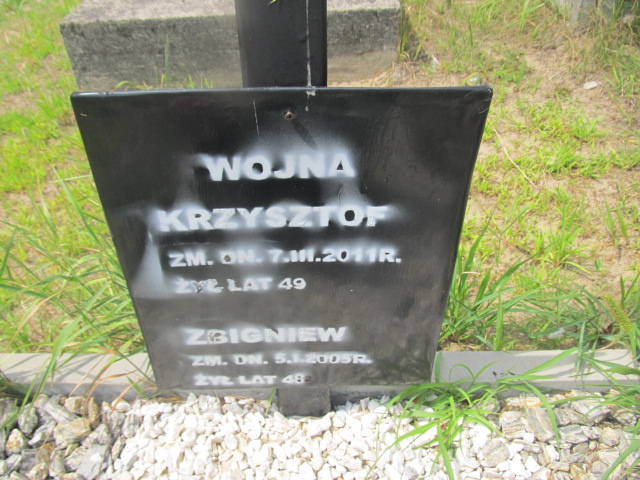 WOJNA
KRZYSZTOF
ZM. DN. 7.III.2011R.
ŻYŁ LAT 49
ZBIGNIEW
ZM. DN. 5.I.2005R.
ŻYŁ LAT 48